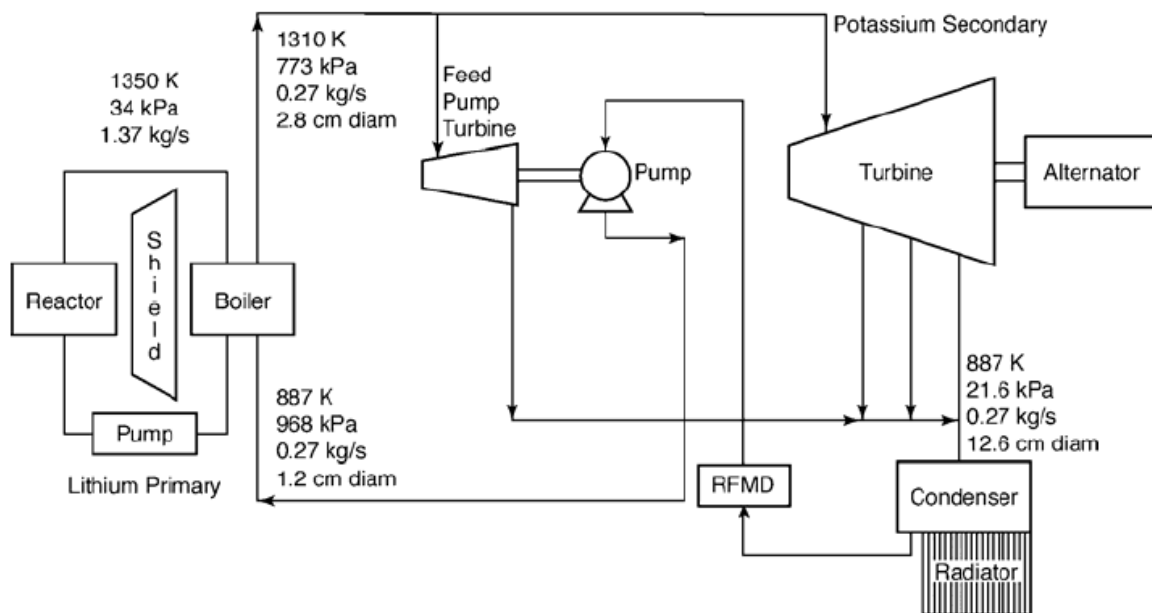 Potassium Secondary
1310 K
773 kPa
0.27 kg/s
2.8 cm diam
1350 K
34 kPa
1.37 kg/s
Feed
Pump
Turbine
Pump
Turbine
Alternator
Reactor
Shield
Boiler
Pump
Lithium Primary
887 K
968 kPa
0.27 kg/s
1.2 cm diam
887 K
21.6 kPa
0.27 kg/s
12.6 cm diam
RFMD
Condenser
Radiator